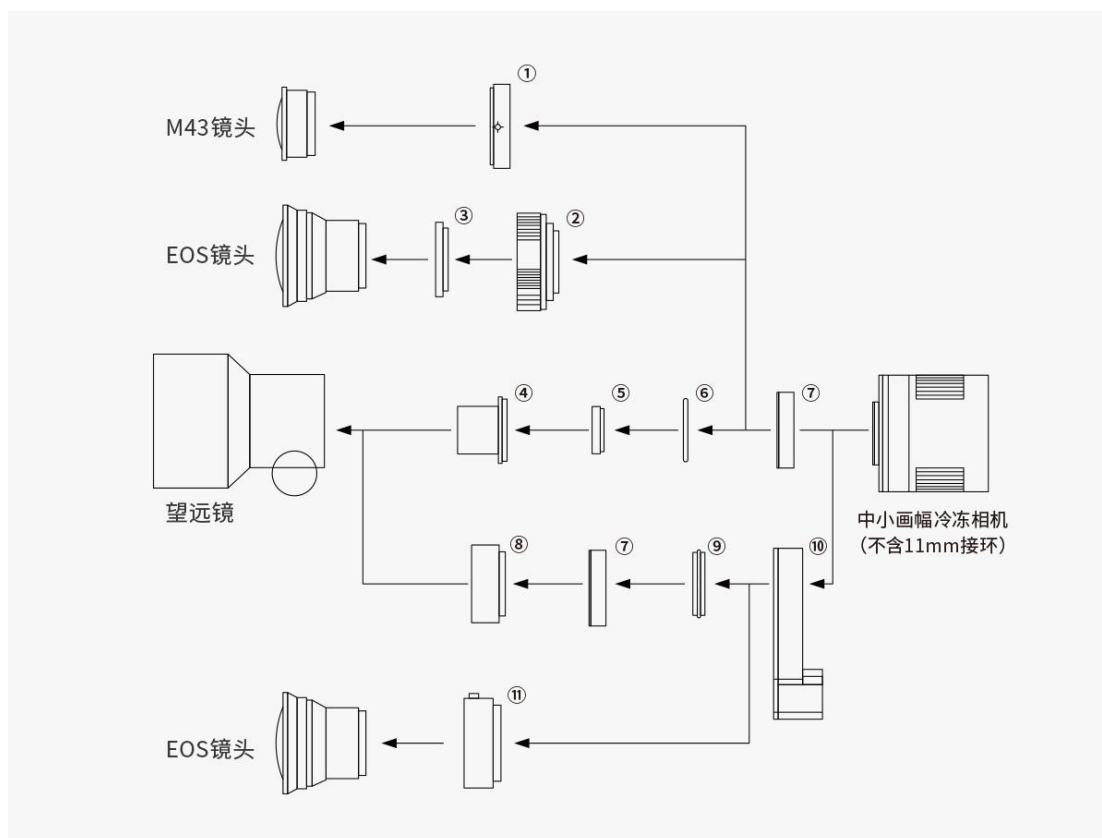 ①
M43镜头
③
②
EOS镜头
④
⑤
⑥
⑦
望远镜
中小画幅冷冻相机
（不含11mm接环）
⑧
⑦
⑨
⑩
⑪
EOS镜头